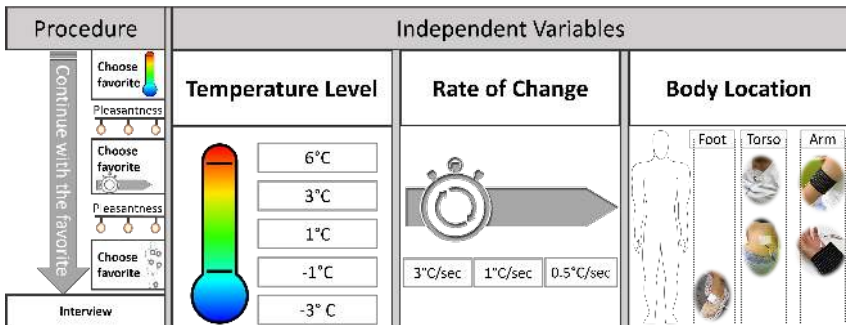 Procedure
Independent Variables
Continue with the favorite
Choose
favorite
Pleasantness
Choose
favorite
Pleasantness
Choose
favorite
Interview
Temperature Level
6°C
3°C
1°C
-1°C
-3° C
Rate of Change
3°C/sec
1°C/sec
0.5°C/sec
Body Location
Foot
Torso
Arm